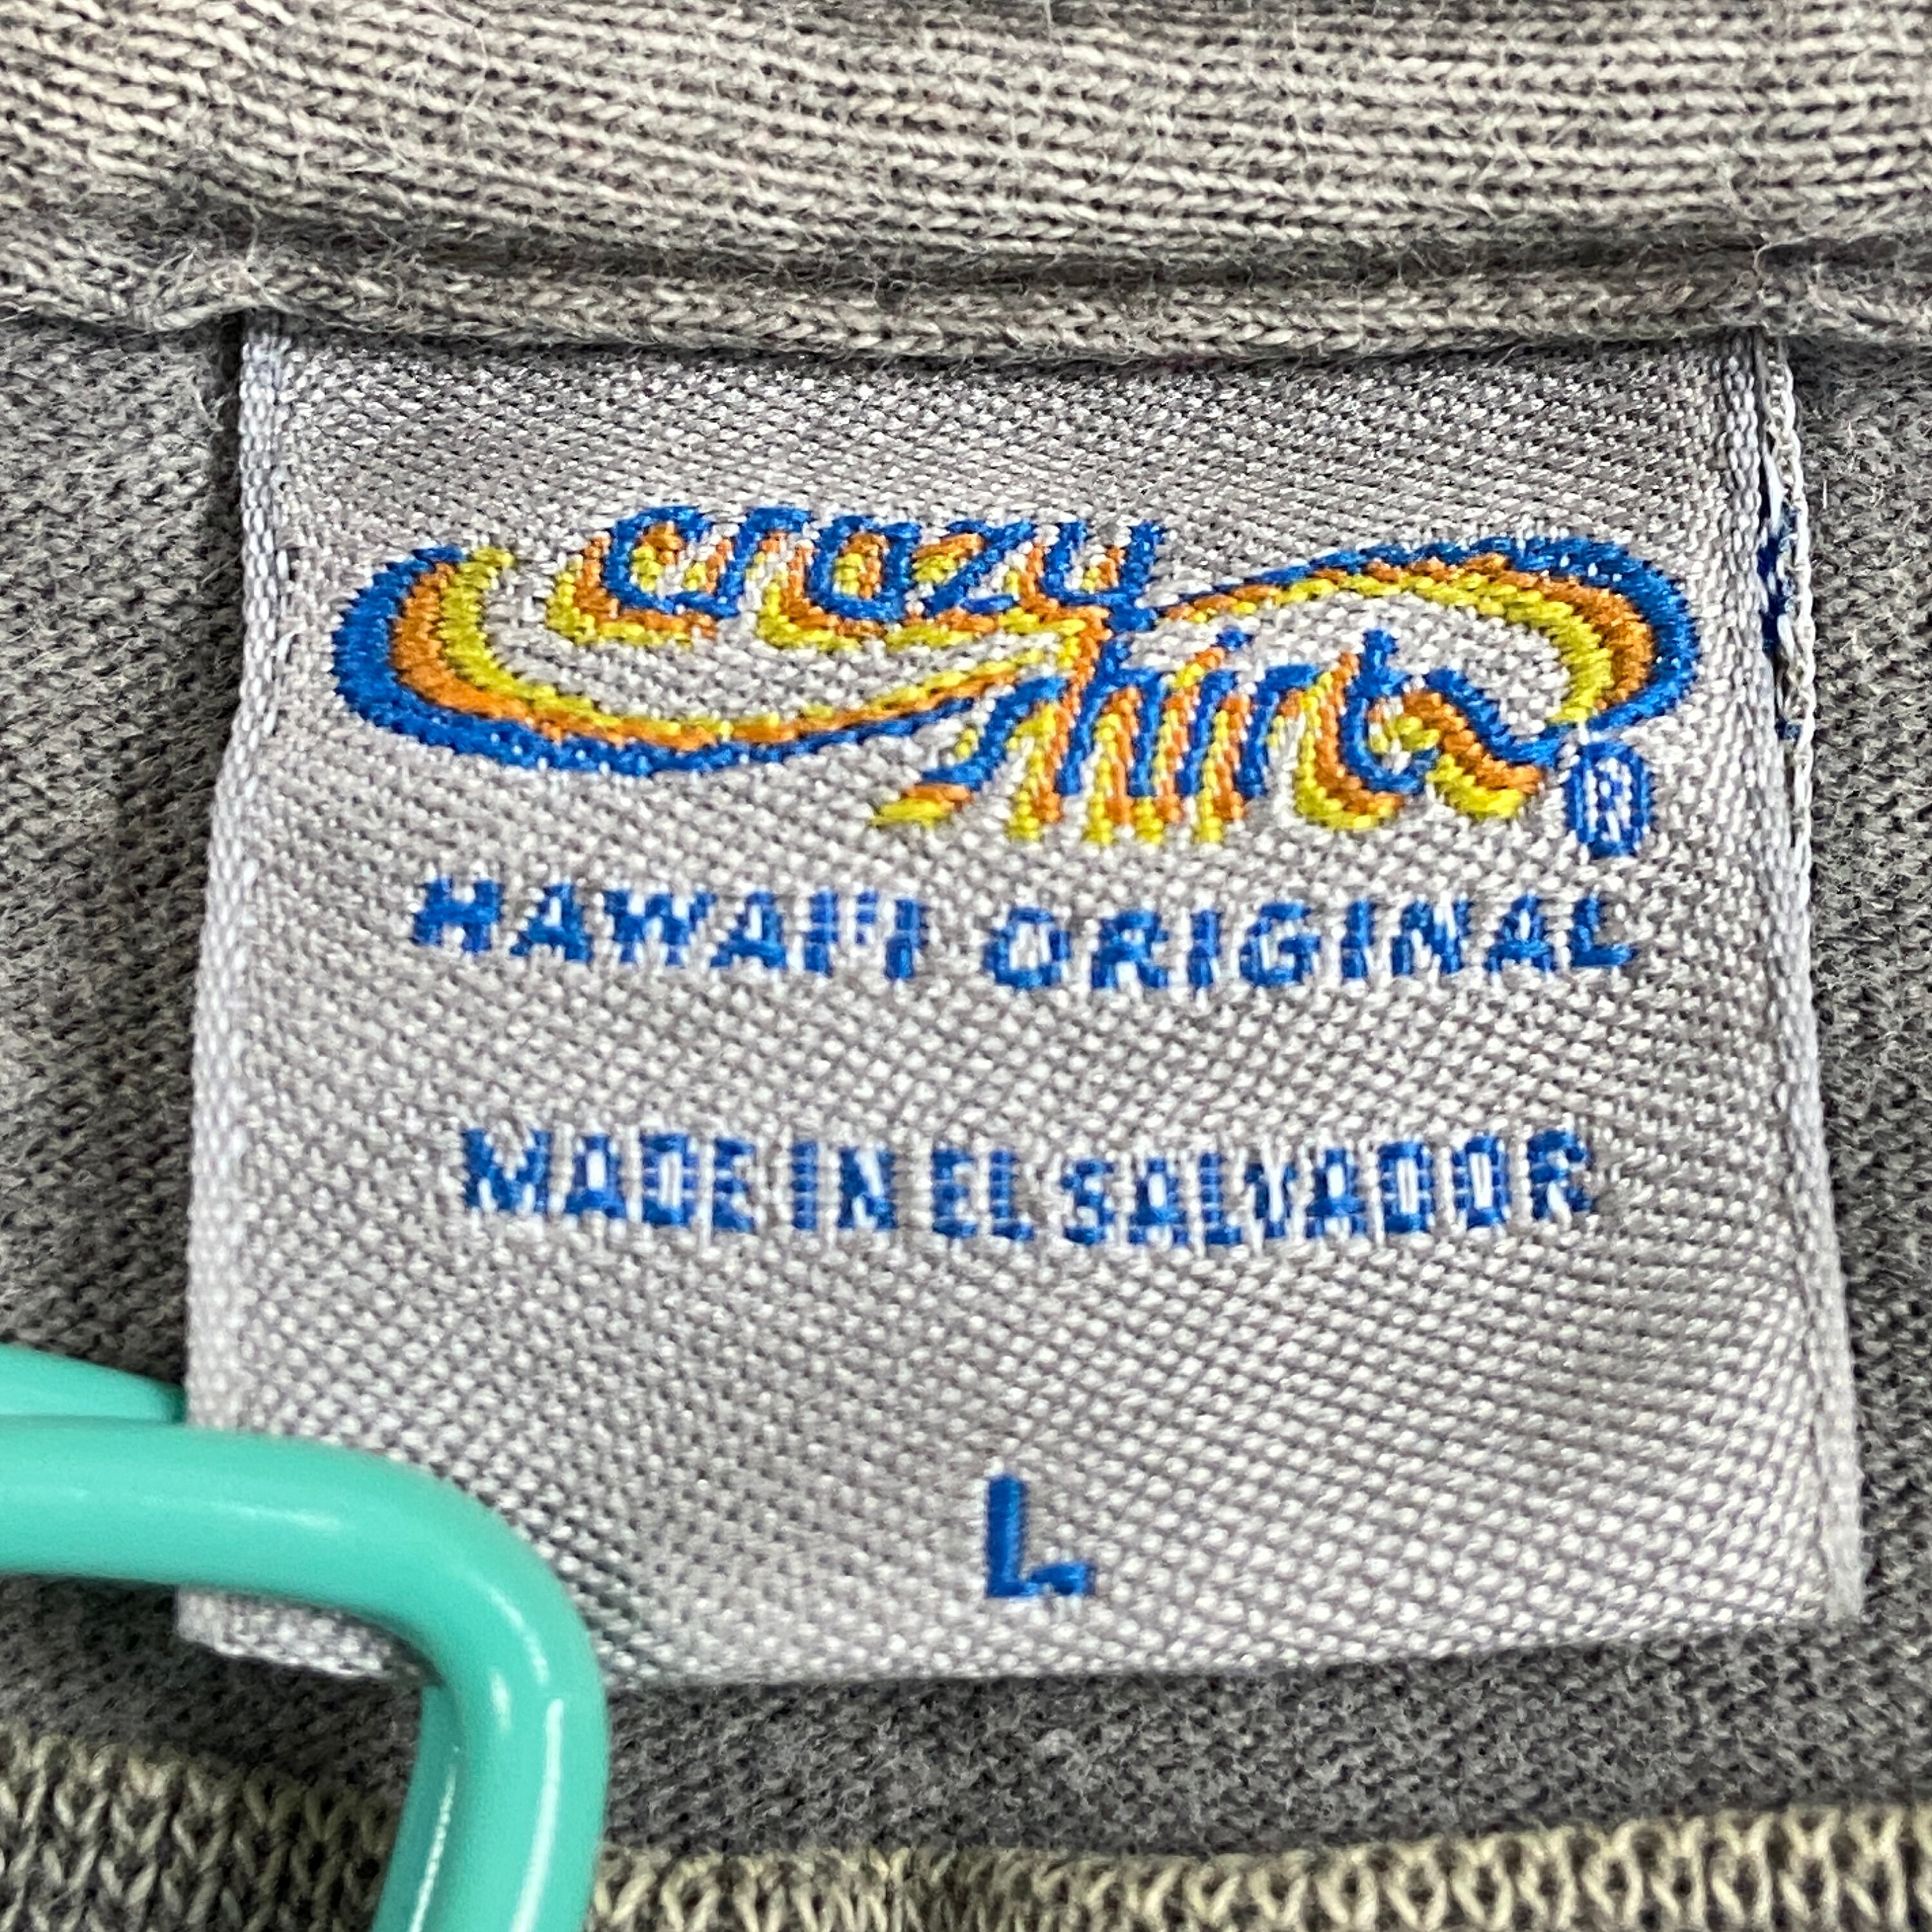 crazy
shirts®
HAWAI'I ORIGINAL
MADE IN EL SALVADOR
L